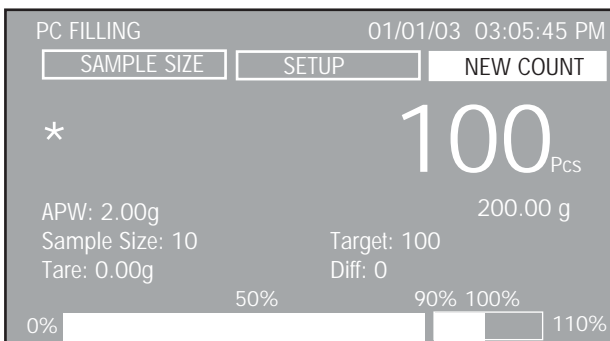 PC FILLING 01/01/03 03:05:45 PM
SAMPLE SIZE SETUP NEW COUNT
* 100 Pcs
APW: 2.00g 200.00 g
Sample Size: 10 Target: 100
Tare: 0.00g Diff: 0
50% 90% 100%
0% 110%